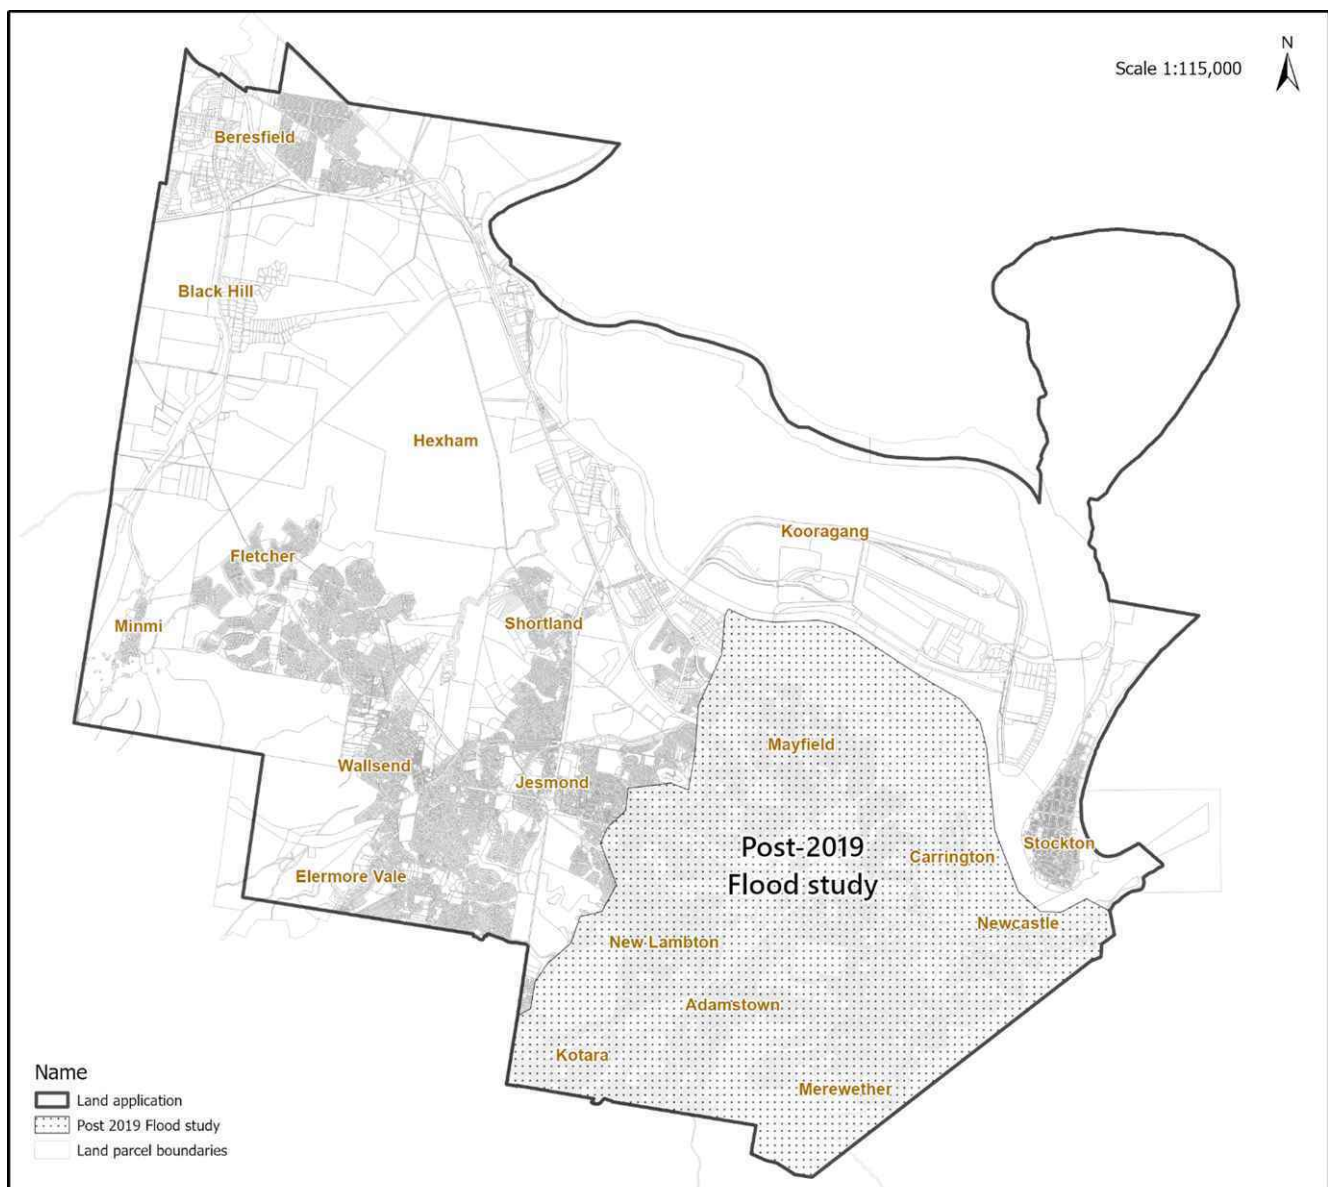 N
Scale 1:115,000
Beresfield
Black Hill
Hexham
Kooragang
Fletcher
Minmi
Shortland
Mayfield
Wallsend
Jesmond
Post-2019
Flood study
Stockton
Carrington
Elermore Vale
Newcastle
New Lambton
Adamstown
Kotara
Merewether
Name
Land application
Post 2019 Flood study
Land parcel boundaries